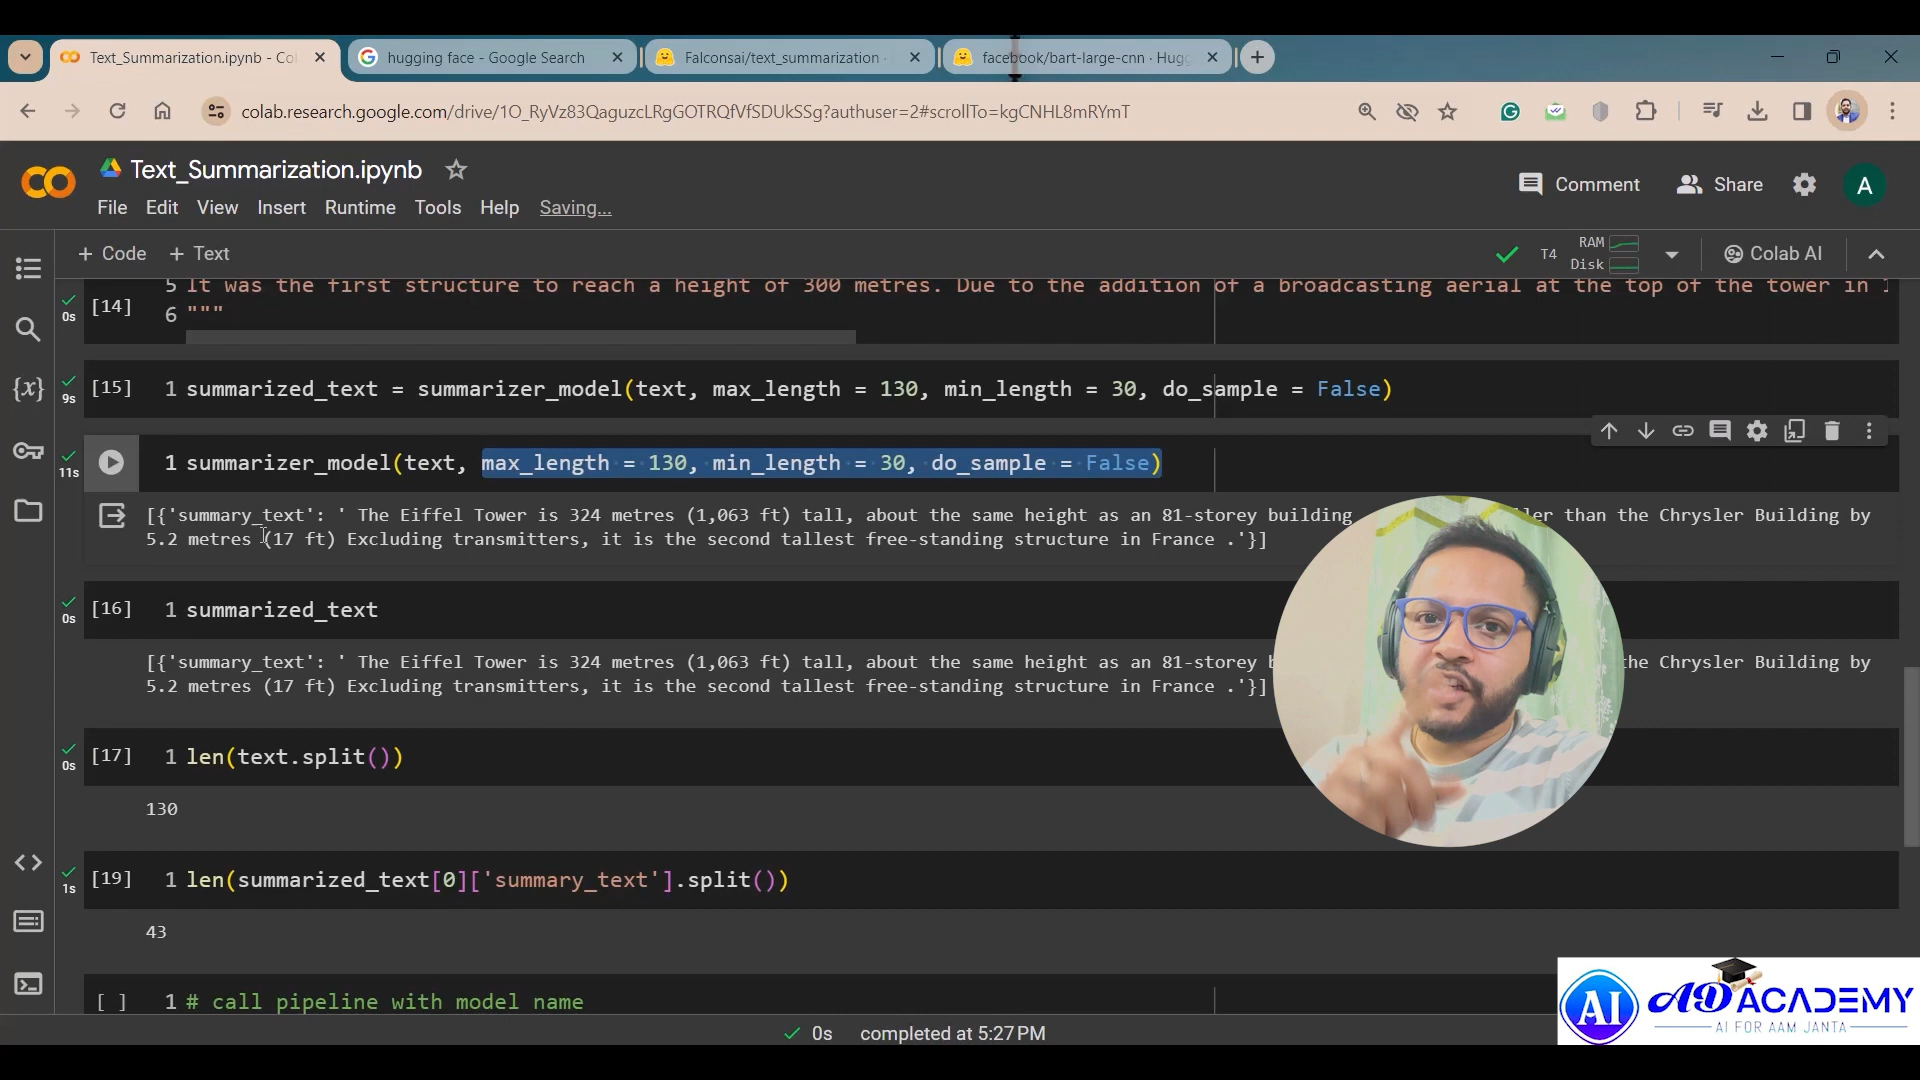 Text_Summarization.ipynb - Co
hugging face - Google Search
Falconsai/text_summarization
facebook/bart-large-cnn · Hugg
colab.research.google.com/drive/1O_RyVz83QaguzcLRgGOTRQfVfSDUkSSg?authuser=2#scrollTo=kgCNHL8mRYmT
Text_Summarization.ipynb
Comment
Share
A
File Edit View Insert Runtime Tools Help Saving...
+ Code + Text
T4
RAM
Disk
Colab AI
[14]
0s
5 It was the first structure to reach a height of 300 metres. Due to the addition of a broadcasting aerial at the top of the tower in
6 """
[15]
9s
1 summarized_text = summarizer_model(text, max_length = 130, min_length = 30, do_sample = False)
11s
1 summarizer_model(text, max_length = 130, min_length = 30, do_sample = False)
[{'summary_text': ' The Eiffel Tower is 324 metres (1,063 ft) tall, about the same height as an 81-storey building than the Chrysler Building by
5.2 metres (17 ft) Excluding transmitters, it is the second tallest free-standing structure in France .'}]
[16]
0s
1 summarized_text
[{'summary_text': ' The Eiffel Tower is 324 metres (1,063 ft) tall, about the same height as an 81-storey the Chrysler Building by
5.2 metres (17 ft) Excluding transmitters, it is the second tallest free-standing structure in France .'}]
[17]
0s
1 len(text.split())
130
[19]
1s
1 len(summarized_text[0]['summary_text'].split())
43
[ ]
1 # call pipeline with model name
0s completed at 5:27 PM
AI
AD ACADEMY
AI FOR AAM JANTA